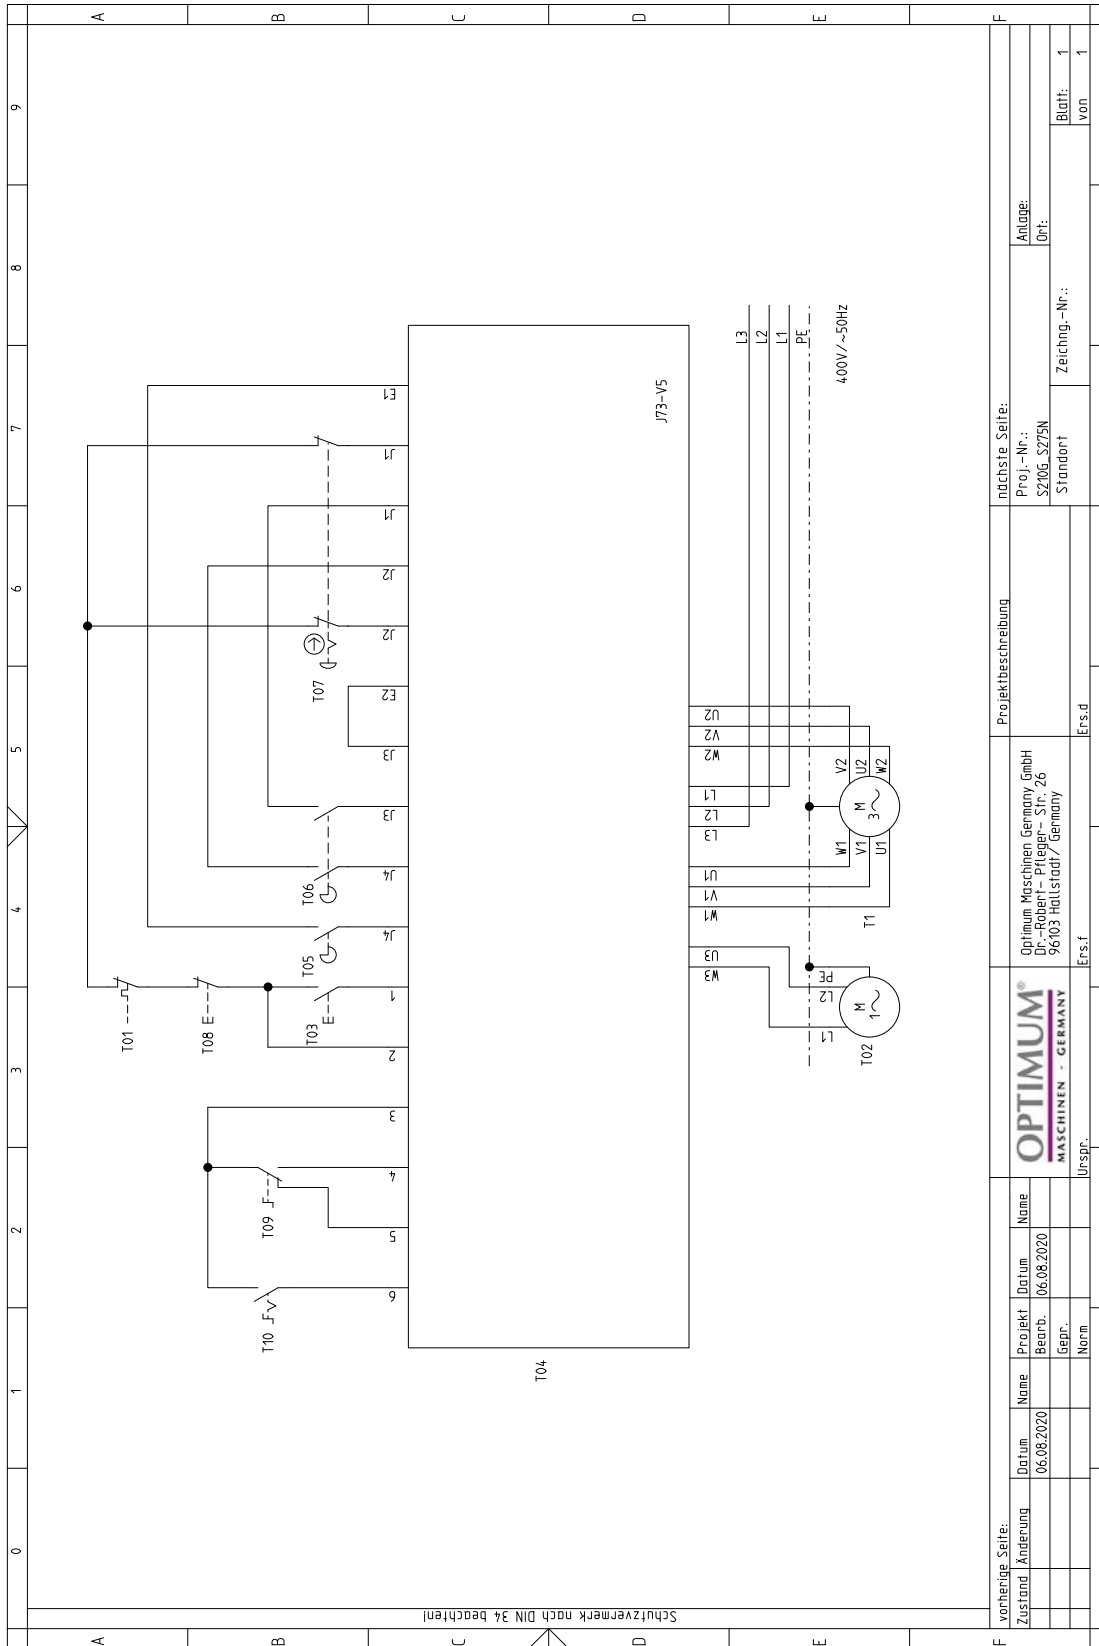 0 1 2 3 4 5 6 7 8 9
A
B
C
D
E
F
A
B
C
D
E
F
Schutzvermerk nach DIN 34 beachten!
T01
T08
T03
T05
T06
T07
T09
T10
6 5 4 3 2 1 J4 J4 J3 J3 E2 J2 J2 J1 J1 E1
T04
J73-V5
W3 U3 W1 V1 U1 L3 L2 L1 W2 V2 U2
L3
L2
L1
PE
400V/~50Hz
L1 L2 PE
M
1~
T02
W1 V2
V1 U2
U1 W2
M
3~
T1
vorherige Seite:
Zustand Änderung Datum Name Projekt Datum Name
06.08.2020 Bearb. 06.08.2020
Gepr.
Norm
Urspr.
OPTIMUM®
MASCHINEN - GERMANY
Optimum Maschinen Germany GmbH
Dr.-Robert- Pfleger- Str. 26
96103 Hallstadt/ Germany
Ers.f
Ers.d
Projektbeschreibung
nächste Seite:
Proj.-Nr.:
S210G_S275N
Standort
Zeichng.-Nr.:
Anlage:
Ort:
Blatt: 1
von 1